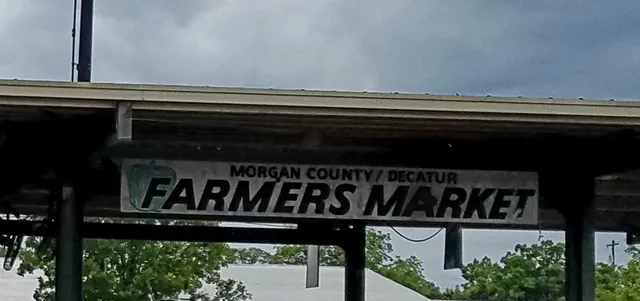 MORGAN COUNTY/DECATUR
FARMERS MARKET